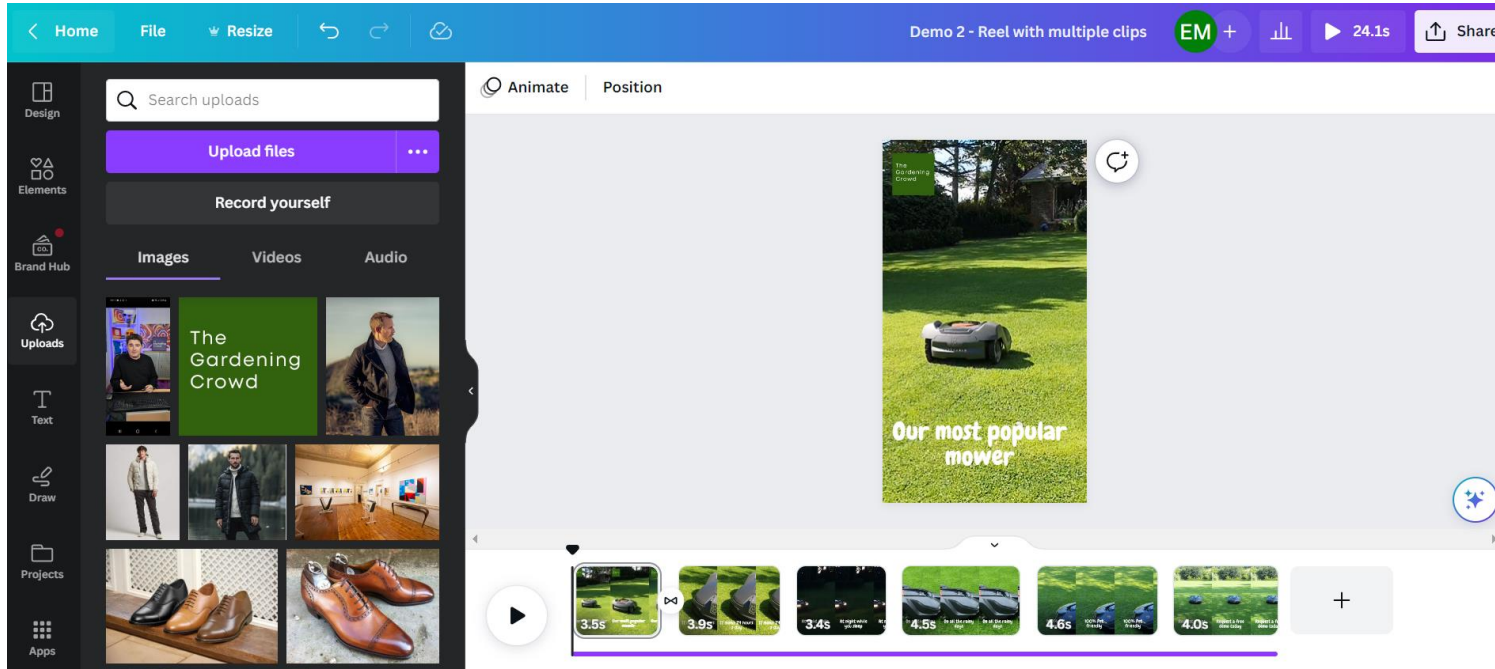 Home
File
Resize
Demo 2 - Reel with multiple clips
EM
+
24.1s
Share
Design
Elements
CO.
Brand Hub
Uploads
Text
Draw
Projects
Apps
Search uploads
Upload files
Record yourself
Images
Videos
Audio
The
Gardening
Crowd
Animate
Position
The
Gardening
Crowd
Our most popular
mower
3.5s
3.9s
3.4s
4.5s
4.6s
4.0s